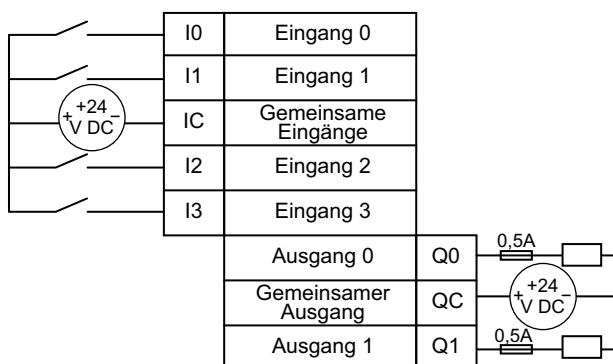 I0 Eingang 0
I1 Eingang 1
+24
+ V DC −
IC Gemeinsame
Eingänge
I2 Eingang 2
I3 Eingang 3
Ausgang 0 Q0 0,5A
Gemeinsamer
Ausgang QC
+24
+ V DC −
Ausgang 1 Q1 0,5A